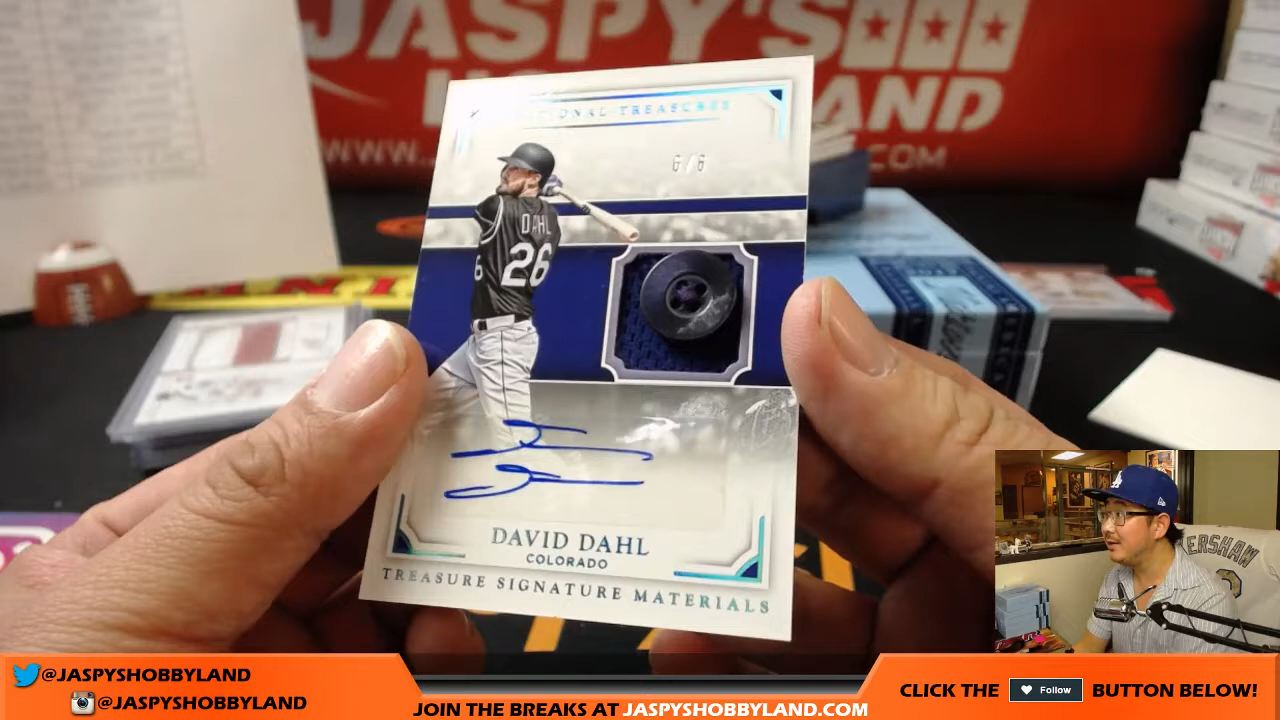 JASPY'S
LAND
WWW.
.COM
NATIONAL TREASURES
6/6
DAHL
26
DAVID DAHL
COLORADO
TREASURE SIGNATURE MATERIALS
LA
KERSHAW
@JASPYSHOBBYLAND
@JASPYSHOBBYLAND
JOIN THE BREAKS AT JASPYSHOBBYLAND.COM
CLICK THE Follow BUTTON BELOW!